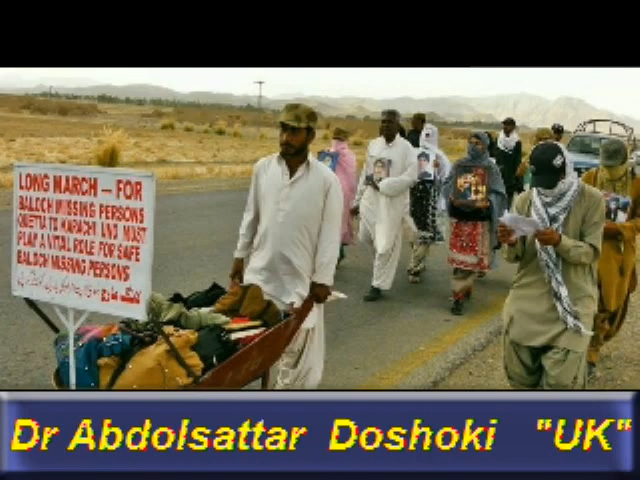 LONG MARCH – FOR
BALOCH MISSING PERSONS
QUETTA TO KARACHI UNO MUST
PLAY A VITAL ROLE FOR SAFE
BALOCH MISSING PERSONS
Dr Abdolsattar Doshoki "UK"